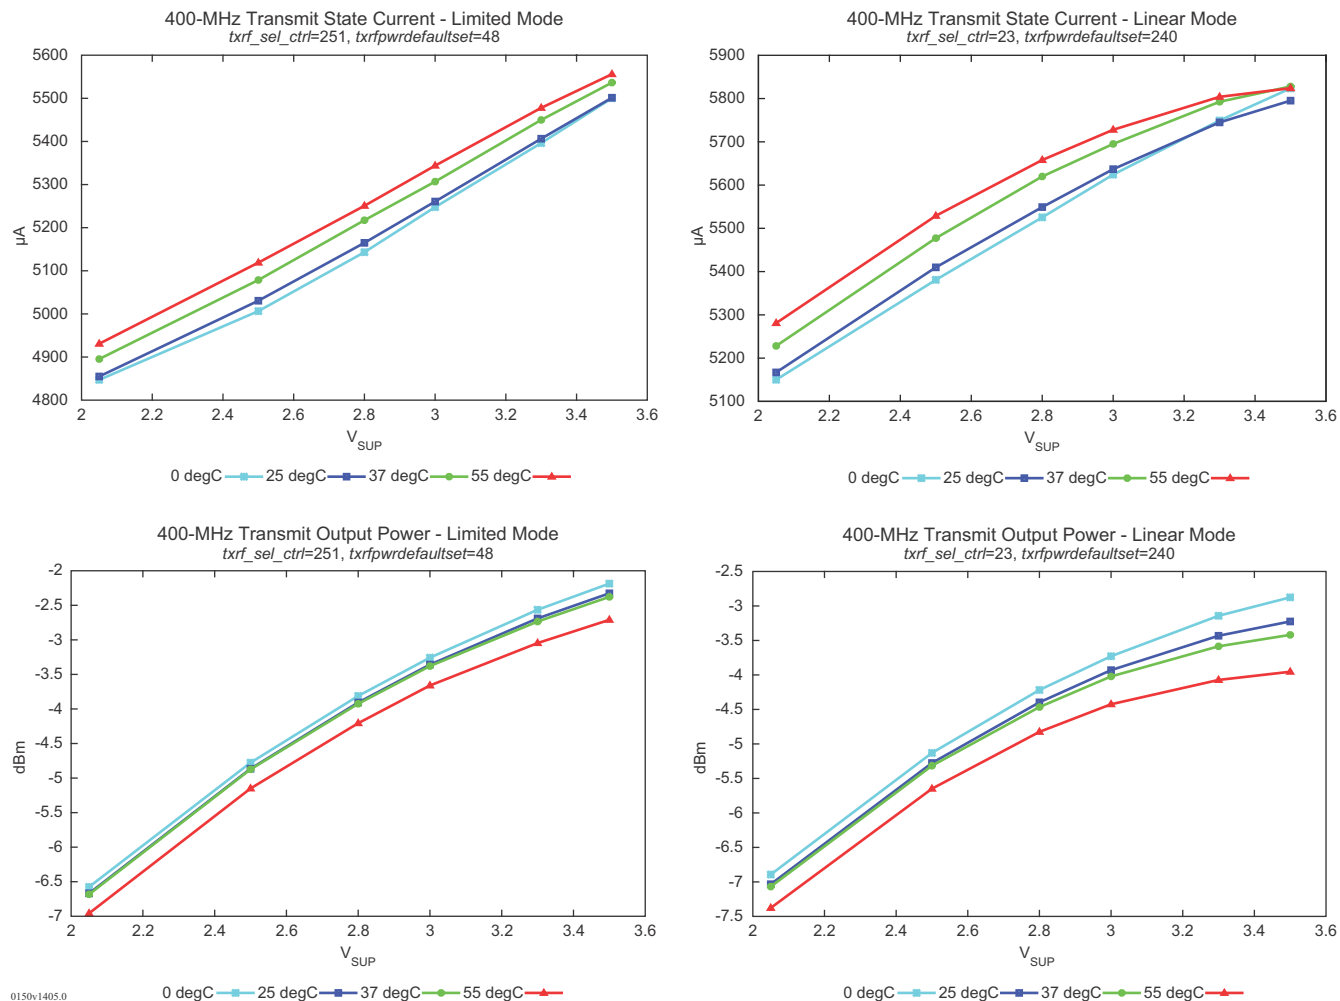 400-MHz Transmit State Current - Limited Mode
txrf_sel_ctrl=251, txrfpwrdefaultset=48
5600
5500
5400
5300
5200
5100
5000
4900
4800
µA
2 2.2 2.4 2.6 2.8 3 3.2 3.4 3.6
VSUP
0 degC 25 degC 37 degC 55 degC
400-MHz Transmit State Current - Linear Mode
txrf_sel_ctrl=23, txrfpwrdefaultset=240
5900
5800
5700
5600
5500
5400
5300
5200
5100
µA
2 2.2 2.4 2.6 2.8 3 3.2 3.4 3.6
VSUP
0 degC 25 degC 37 degC 55 degC
400-MHz Transmit Output Power - Limited Mode
txrf_sel_ctrl=251, txrfpwrdefaultset=48
-2
-2.5
-3
-3.5
-4
-4.5
-5
-5.5
-6
-6.5
-7
dBm
2 2.2 2.4 2.6 2.8 3 3.2 3.4 3.6
VSUP
0 degC 25 degC 37 degC 55 degC
400-MHz Transmit Output Power - Linear Mode
txrf_sel_ctrl=23, txrfpwrdefaultset=240
-2.5
-3
-3.5
-4
-4.5
-5
-5.5
-6
-6.5
-7
-7.5
dBm
2 2.2 2.4 2.6 2.8 3 3.2 3.4 3.6
VSUP
0 degC 25 degC 37 degC 55 degC
0150v1405.0